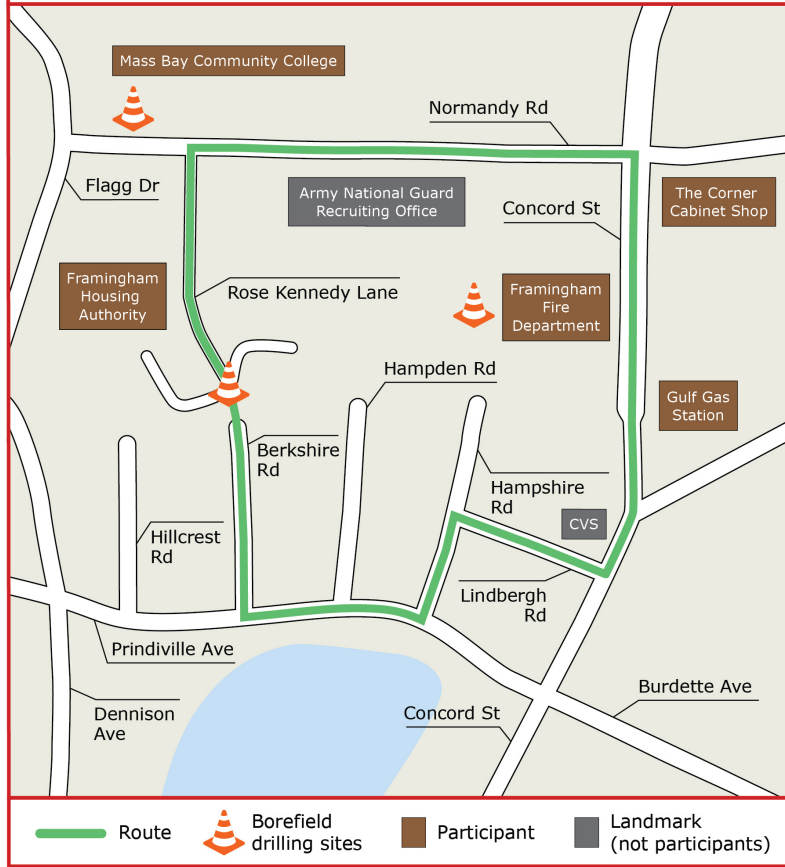 Mass Bay Community College
Normandy Rd
Flagg Dr
Army National Guard
Recruiting Office
Concord St
The Corner
Cabinet Shop
Framingham
Housing
Authority
Rose Kennedy Lane
Framingham
Fire
Department
Hampden Rd
Gulf Gas
Station
Berkshire
Rd
Hampshire
Rd
CVS
Hillcrest
Rd
Lindbergh
Rd
Prindiville Ave
Burdette Ave
Dennison
Ave
Concord St
Route
Borefield
drilling sites
Participant
Landmark
(not participants)